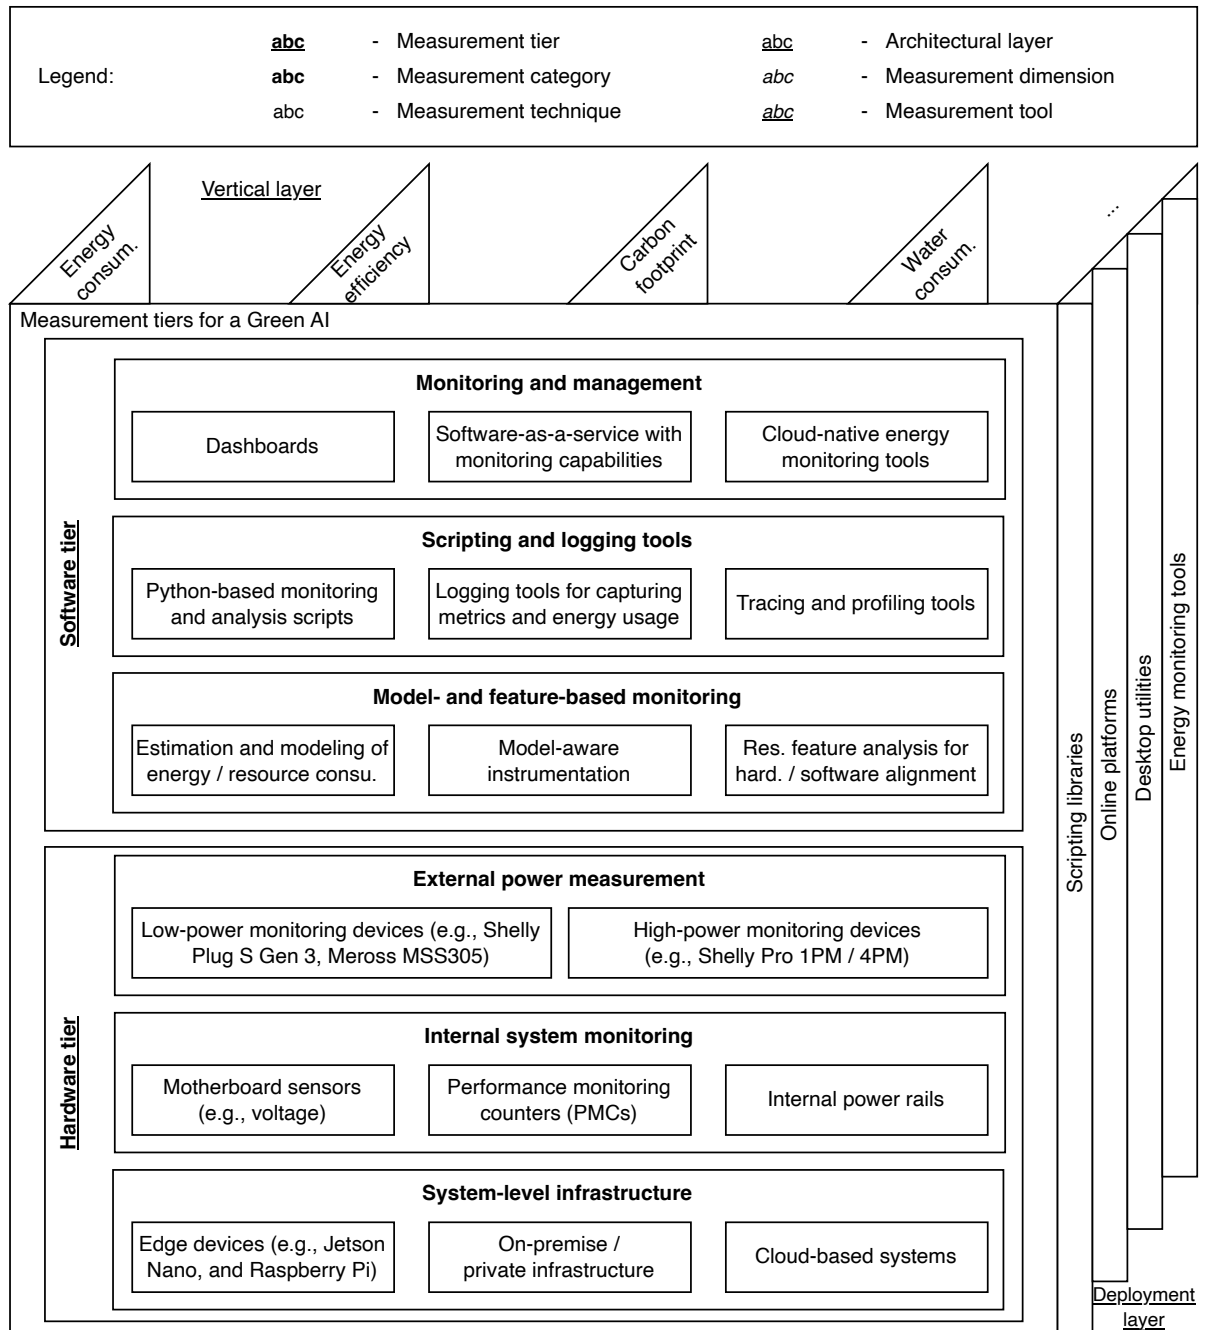 Legend:
abc - Measurement tier
abc - Measurement category
abc - Measurement technique
abc - Architectural layer
abc - Measurement dimension
abc - Measurement tool
Vertical layer
Energy
consum.
Energy
efficiency
Carbon
footprint
Water
consum.
...
Measurement tiers for a Green AI
Software tier
Monitoring and management
Dashboards
Software-as-a-service with
monitoring capabilities
Cloud-native energy
monitoring tools
Scripting and logging tools
Python-based monitoring
and analysis scripts
Logging tools for capturing
metrics and energy usage
Tracing and profiling tools
Model- and feature-based monitoring
Estimation and modeling of
energy / resource consu.
Model-aware
instrumentation
Res. feature analysis for
hard. / software alignment
Hardware tier
External power measurement
Low-power monitoring devices (e.g., Shelly
Plug S Gen 3, Meross MSS305)
High-power monitoring devices
(e.g., Shelly Pro 1PM / 4PM)
Internal system monitoring
Motherboard sensors
(e.g., voltage)
Performance monitoring
counters (PMCs)
Internal power rails
System-level infrastructure
Edge devices (e.g., Jetson
Nano, and Raspberry Pi)
On-premise /
private infrastructure
Cloud-based systems
Scripting libraries
Online platforms
Desktop utilities
Energy monitoring tools
Deployment
layer